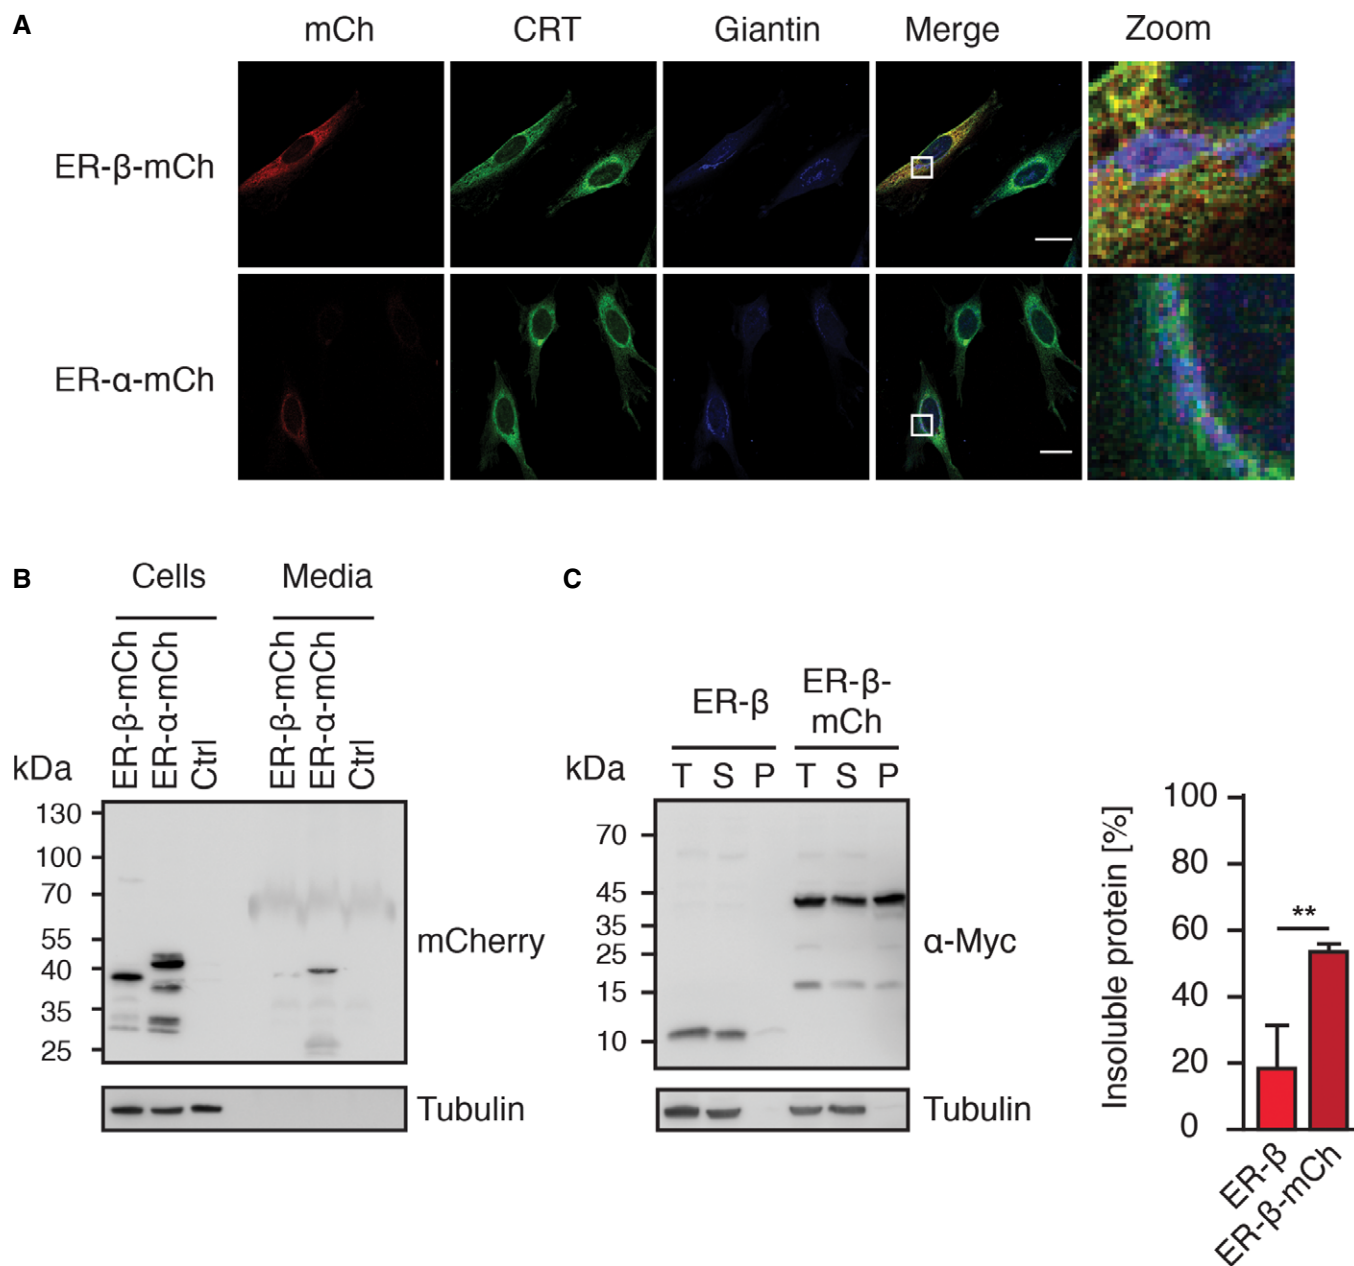 A
mCh CRT Giantin Merge Zoom
ER-β-mCh
ER-α-mCh
B
Cells Media
ER-β-mCh ER-α-mCh Ctrl ER-β-mCh ER-α-mCh Ctrl
kDa
130
100
70
55
40
35
25
mCherry
Tubulin
C
ER-β ER-β-
mCh
kDa T S P T S P
70
45
35
25
15
10
α-Myc
Tubulin
Insoluble protein [%]
100
80
60
40
20
0
**
ER-β
ER-β-mCh